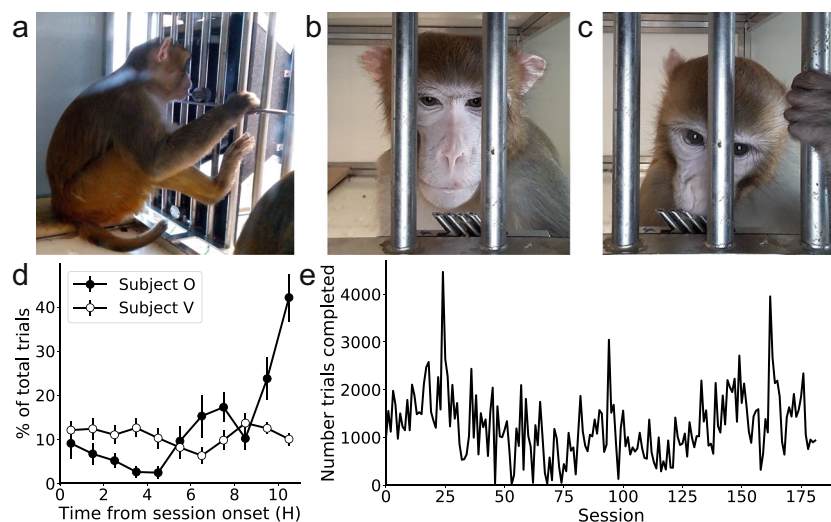 a
b
c
d
e
Subject O
Subject V
% of total trials
40
30
20
10
0
0 2 4 6 8 10
Time from session onset (H)
Number trials completed
4000
3000
2000
1000
0
0 25 50 75 100 125 150 175
Session